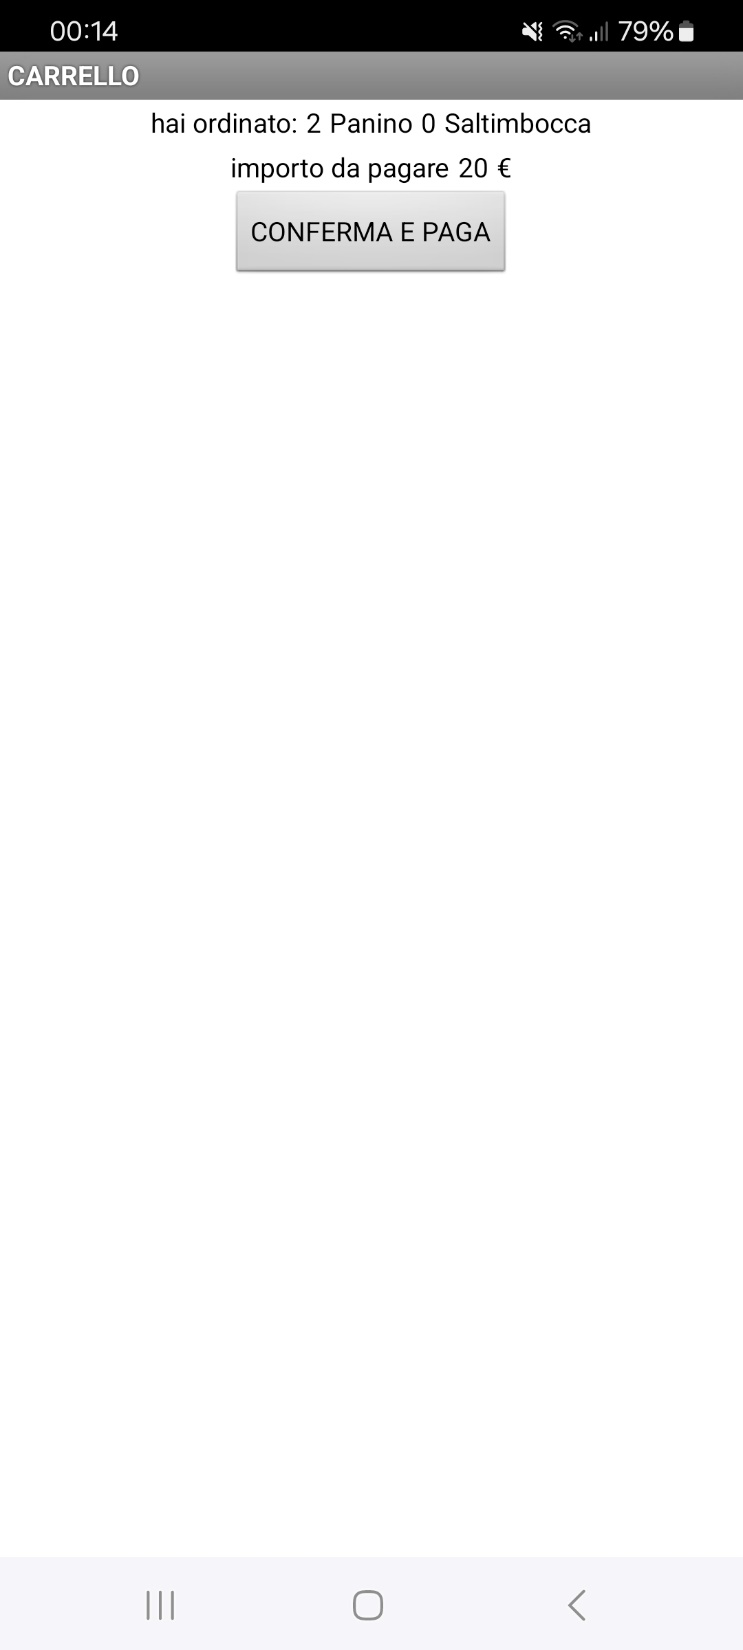 00:14 79%
CARRELLO
hai ordinato: 2 Panino 0 Saltimbocca
importo da pagare 20 €
CONFERMA E PAGA